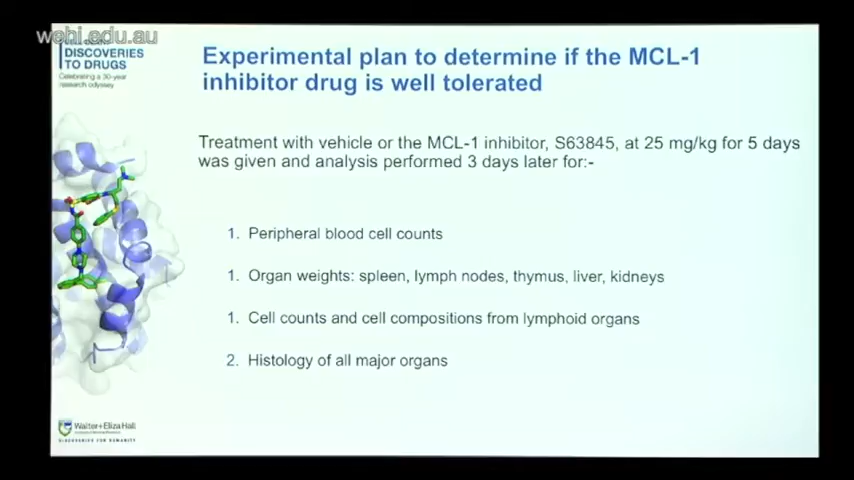 wehi.edu.au
DISCOVERIES
TO DRUGS
Celebrating a 30-year
research odyssey
Experimental plan to determine if the MCL-1
inhibitor drug is well tolerated
Treatment with vehicle or the MCL-1 inhibitor, S63845, at 25 mg/kg for 5 days
was given and analysis performed 3 days later for:-
1. Peripheral blood cell counts
1. Organ weights: spleen, lymph nodes, thymus, liver, kidneys
1. Cell counts and cell compositions from lymphoid organs
2. Histology of all major organs
Walter+Eliza Hall
DISCOVERIES FOR HUMANITY